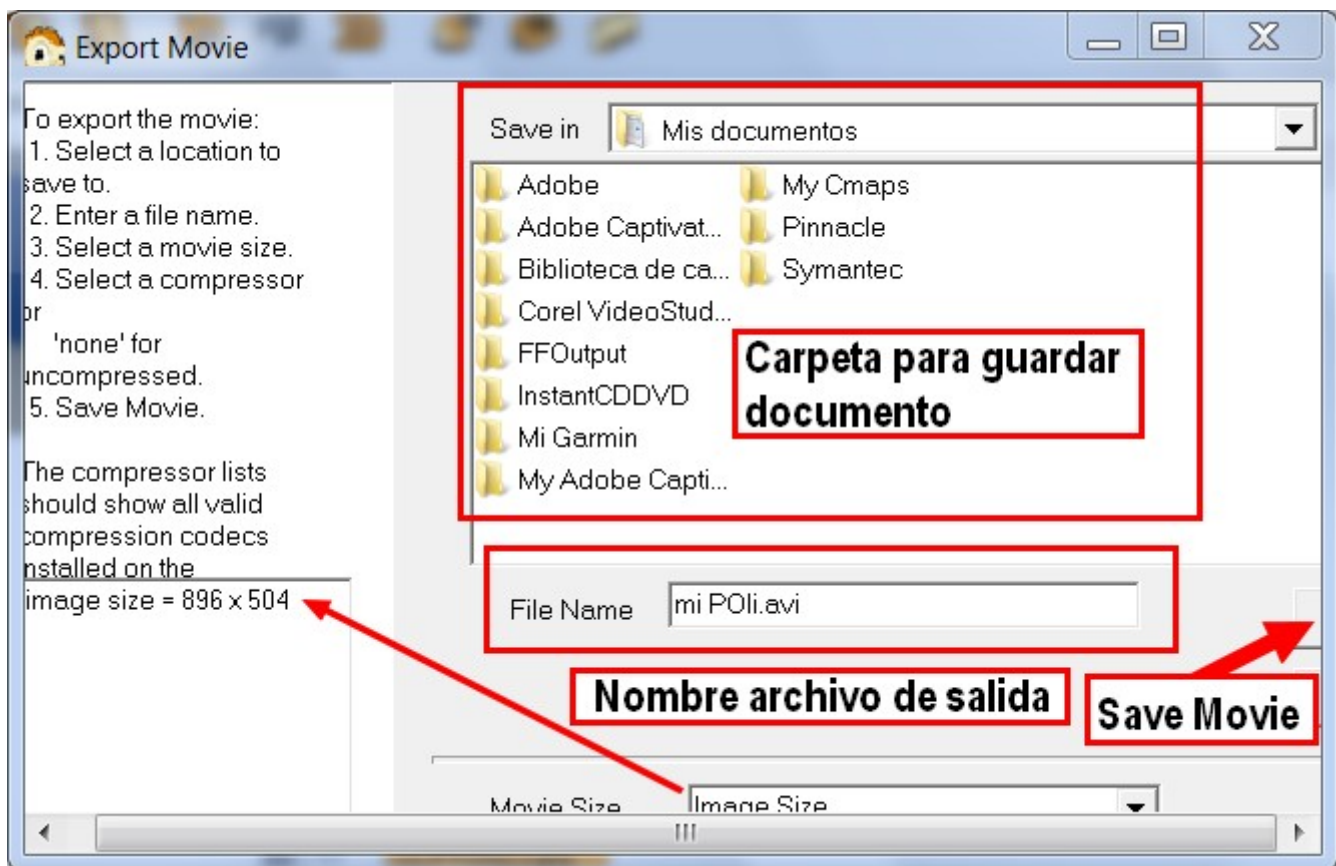 Export Movie
To export the movie:
1. Select a location to
save to.
2. Enter a file name.
3. Select a movie size.
4. Select a compressor
or
'none' for
uncompressed.
5. Save Movie.
The compressor lists
should show all valid
compression codecs
installed on the
image size = 896 x 504
Save in
Mis documentos
Adobe
Adobe Captivat...
Biblioteca de ca...
Corel VideoStud...
FFOutput
InstantCDDVD
Mi Garmin
My Adobe Capti...
My Cmaps
Pinnacle
Symantec
Carpeta para guardar
documento
File Name
mi POli.avi
Nombre archivo de salida
Save Movie
Movie Size
Image Size